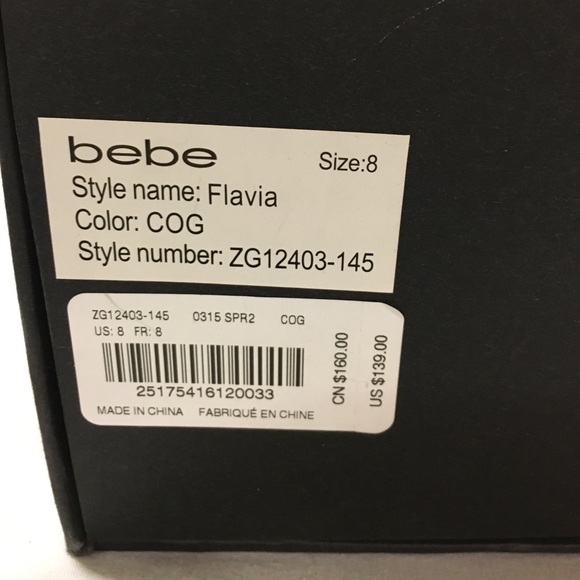 bebe Size:8
Style name: Flavia
Color: COG
Style number: ZG12403-145
ZG12403-145 0315 SPR2 COG
US: 8 FR: 8
25175416120033
MADE IN CHINA FABRIQUÉ EN CHINE
CN $160.00
US $139.00